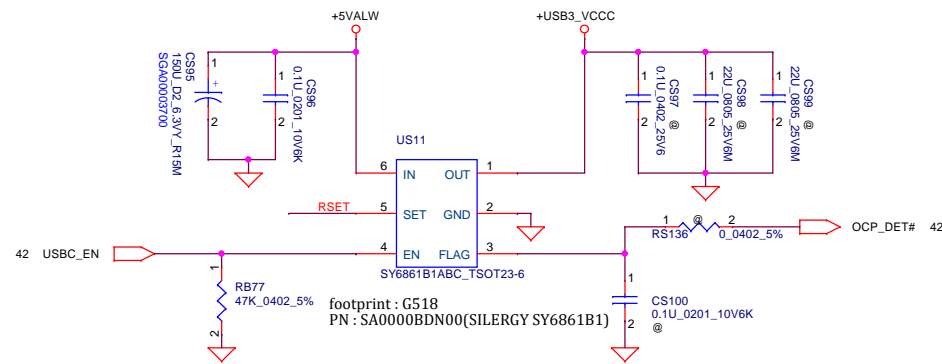 +5VALW
+USB3_VCCC
1
2
CS95
150U_D2_6.3VY_R15M
SGA00003700
+
1
2
CS96
0.1U_0201_10V6K
1
2
CS97
0.1U_0402_25V6
@
1
2
CS98
22U_0805_25V6M
@
1
2
CS99
22U_0805_25V6M
@
US11
6
IN
OUT
1
RSET
5
SET
GND
2
42
USBC_EN
4
EN
FLAG
3
SY6861B1ABC_TSOT23-6
1
@
2
RS136
0_0402_5%
OCP_DET#
42
1
2
RB77
47K_0402_5%
footprint : G518
PN : SA0000BDN00(SILERGY SY6861B1)
1
2
CS100
0.1U_0201_10V6K
@